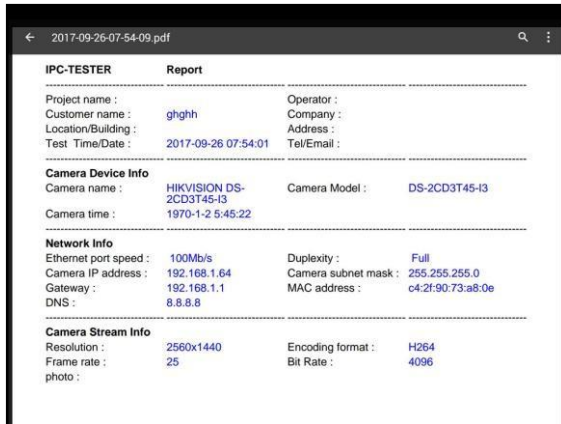 2017-09-26-07-54-09.pdf
IPC-TESTER Report
Project name : Operator :
Customer name : ghghh Company :
Location/Building : Address :
Test Time/Date : 2017-09-26 07:54:01 Tel/Email :
Camera Device Info
Camera name : HIKVISION DS-2CD3T45-I3 Camera Model : DS-2CD3T45-I3
Camera time : 1970-1-2 5:45:22
Network Info
Ethernet port speed : 100Mb/s Duplexity : Full
Camera IP address : 192.168.1.64 Camera subnet mask : 255.255.255.0
Gateway : 192.168.1.1 MAC address : c4:2f:90:73:a8:0e
DNS : 8.8.8.8
Camera Stream Info
Resolution : 2560x1440 Encoding format : H264
Frame rate : 25 Bit Rate : 4096
photo :